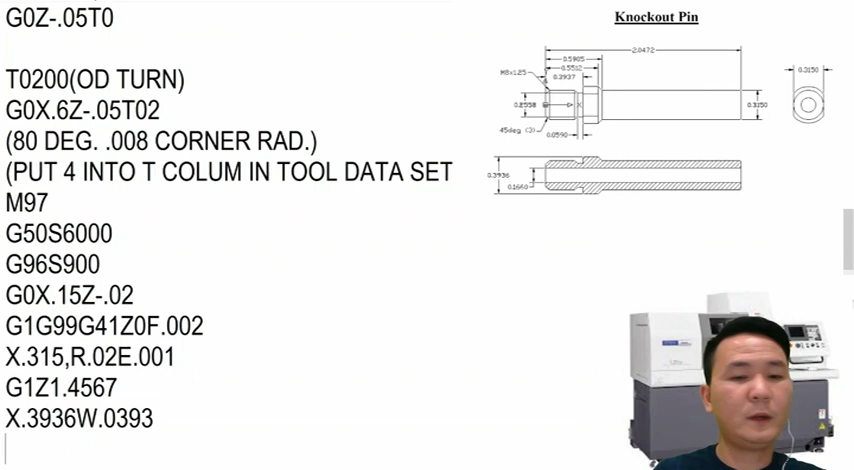 G0Z-.05T0
T0200(OD TURN)
G0X.6Z-.05T02
(80 DEG. .008 CORNER RAD.)
(PUT 4 INTO T COLUM IN TOOL DATA SET
M97
G50S6000
G96S900
G0X.15Z-.02
G1G99G41Z0F.002
X.315,R.02E.001
G1Z1.4567
X.3936W.0393
Knockout Pin
2.0472
0.5905
0.5512
0.3937
M8x1.25
0.2558
X
0.3150
0.3150
45deg (3)
0.0590
0.3936
0.1660